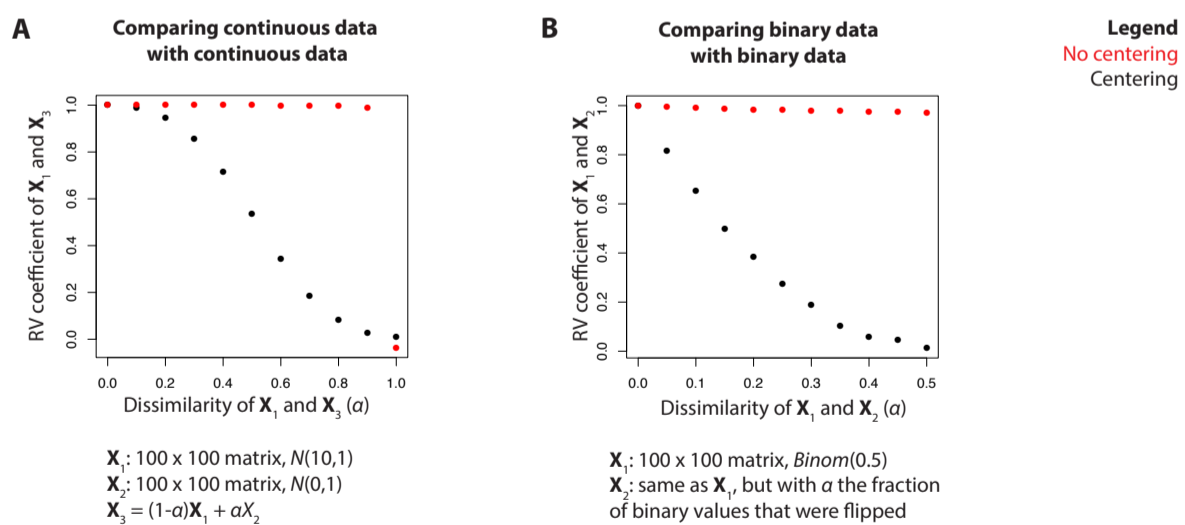 A
Comparing continuous data
with continuous data
RV coefficient of X₁ and X₃
1.0
0.8
0.6
0.4
0.2
0.0
0.0 0.2 0.4 0.6 0.8 1.0
Dissimilarity of X₁ and X₃ (α)
X₁: 100 x 100 matrix, N(10,1)
X₂: 100 x 100 matrix, N(0,1)
X₃ = (1-α)X₁ + αX₂
B
Comparing binary data
with binary data
RV coefficient of X₁ and X₂
1.0
0.8
0.6
0.4
0.2
0.0
0.0 0.1 0.2 0.3 0.4 0.5
Dissimilarity of X₁ and X₂ (α)
X₁: 100 x 100 matrix, Binom(0.5)
X₂: same as X₁, but with α the fraction
of binary values that were flipped
Legend
No centering
Centering